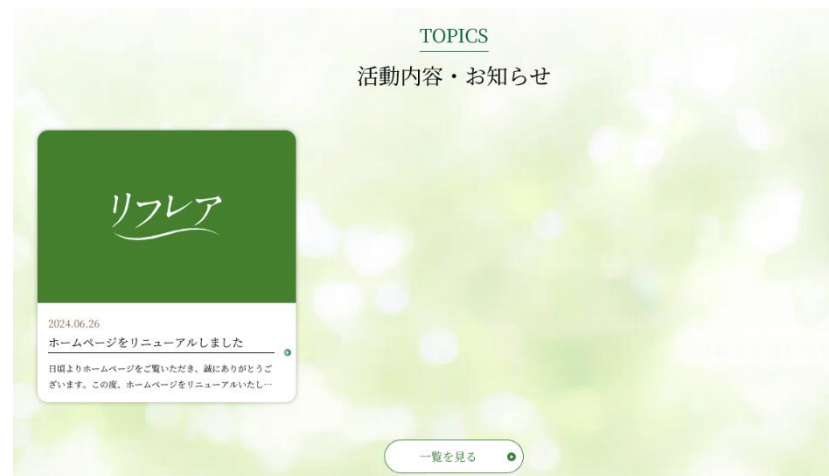 TOPICS
活動内容・お知らせ
リフレア
2024.06.26
ホームページをリニューアルしました
日頃よりホームページをご覧いただき、誠にありがとうご
ざいます。この度、ホームページをリニューアルいたし…
一覧を見る